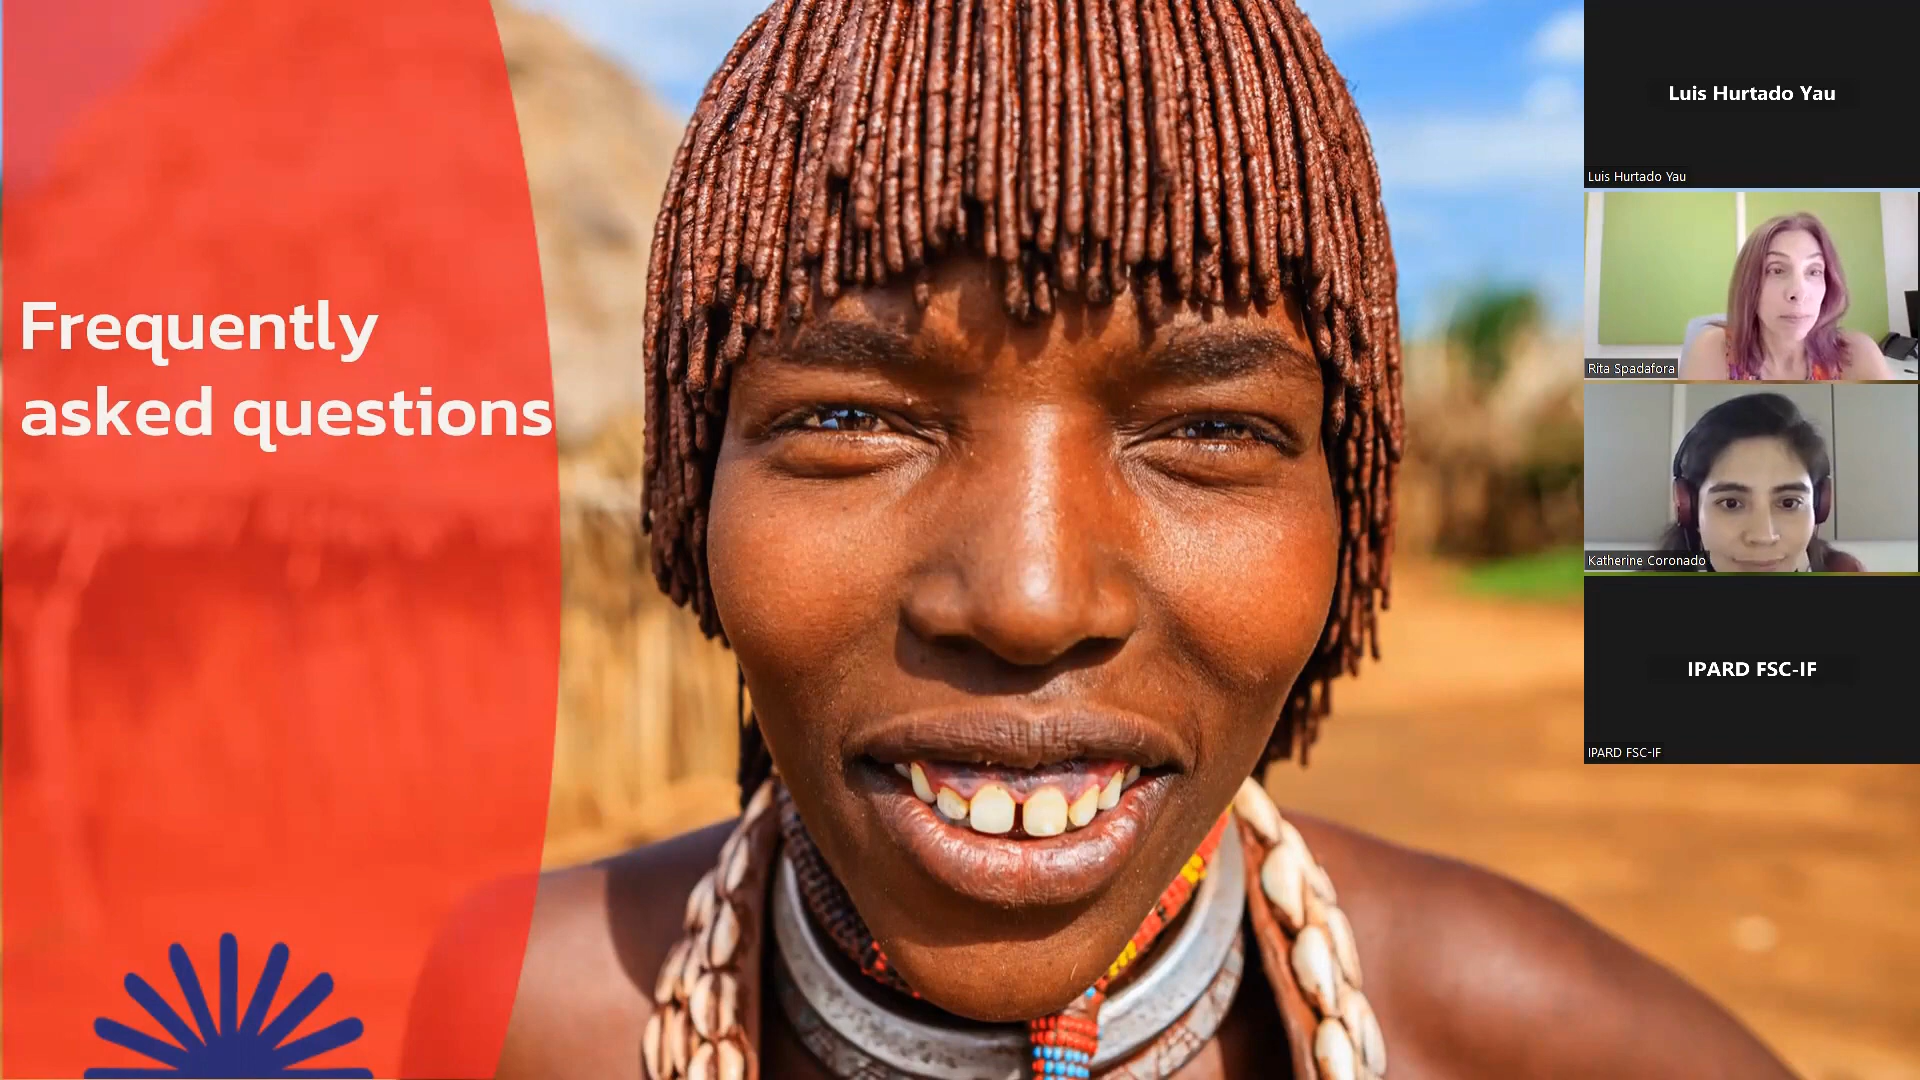 Frequently
asked questions
Luis Hurtado Yau
Luis Hurtado Yau
Rita Spadafora
Katherine Coronado
IPARD FSC-IF
IPARD FSC-IF